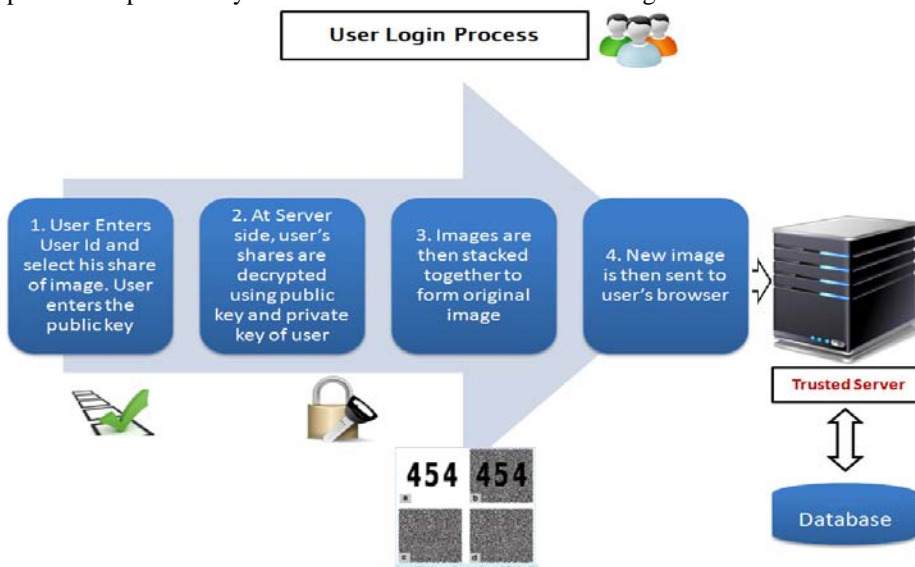 User Login Process
1. User Enters
User Id and
select his share
of image. User
enters the
public key
2. At Server
side, user's
shares are
decrypted
using public
key and private
key of user
3. Images are
then stacked
together to
form original
image
4. New image
is then sent to
user's browser
Trusted Server
454
454
a
b
c
d
Database